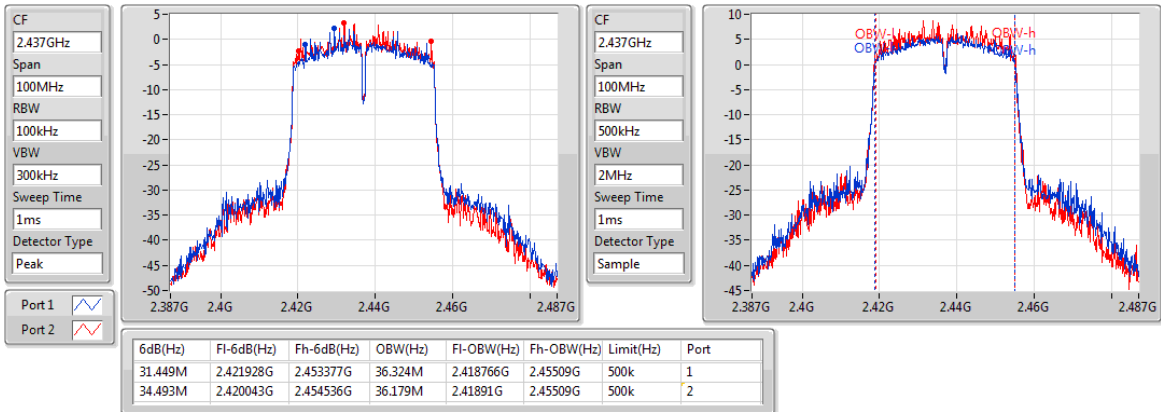 CF
2.437GHz
Span
100MHz
RBW
100kHz
VBW
300kHz
Sweep Time
1ms
Detector Type
Peak
Port 1
Port 2
5
0
-5
-10
-15
-20
-25
-30
-35
-40
-45
-50
2.387G 2.4G 2.42G 2.44G 2.46G 2.487G
CF
2.437GHz
Span
100MHz
RBW
500kHz
VBW
2MHz
Sweep Time
1ms
Detector Type
Sample
10
5
0
-5
-10
-15
-20
-25
-30
-35
-40
-45
OBW-l OBW-h
OBW-l OBW-h
2.387G 2.4G 2.42G 2.44G 2.46G 2.487G
6dB(Hz) Fl-6dB(Hz) Fh-6dB(Hz) OBW(Hz) Fl-OBW(Hz) Fh-OBW(Hz) Limit(Hz) Port
31.449M 2.421928G 2.453377G 36.324M 2.418766G 2.45509G 500k 1
34.493M 2.420043G 2.454536G 36.179M 2.41891G 2.45509G 500k 2